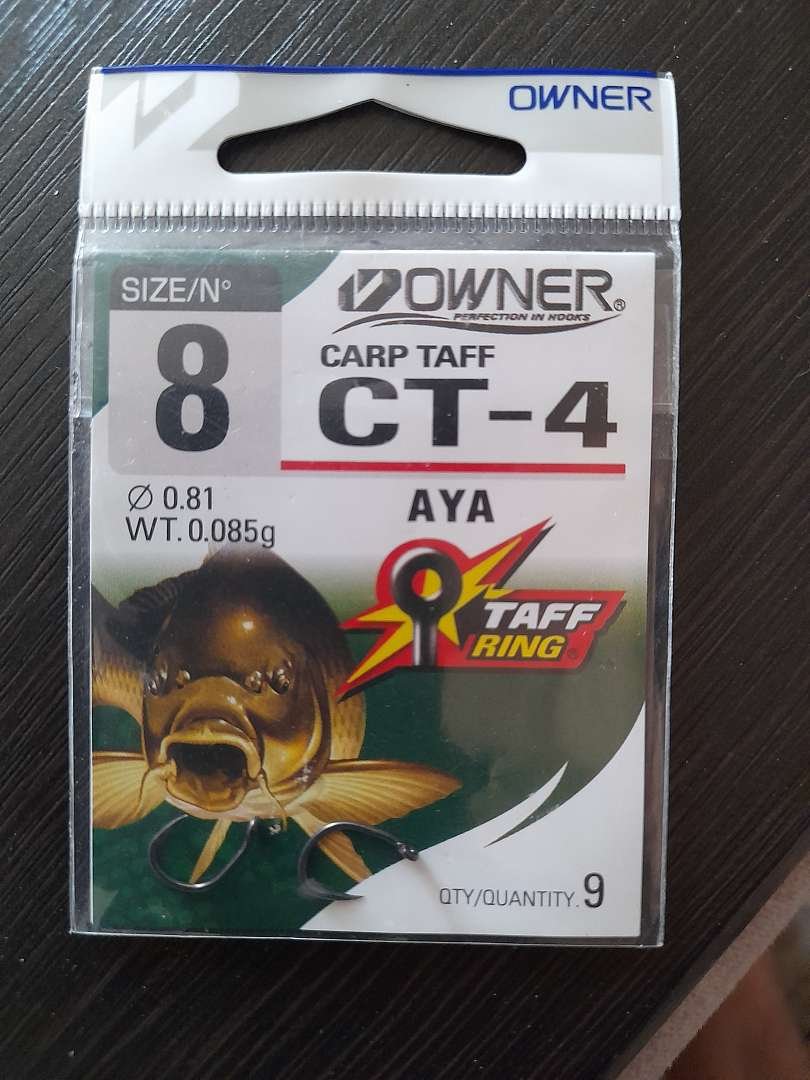 OWNER
SIZE/N°
8
OWNER®
PERFECTION IN HOOKS
CARP TAFF
CT-4
Ø 0.81
WT. 0.085g
AYA
TAFF
RING®
QTY/QUANTITY. 9